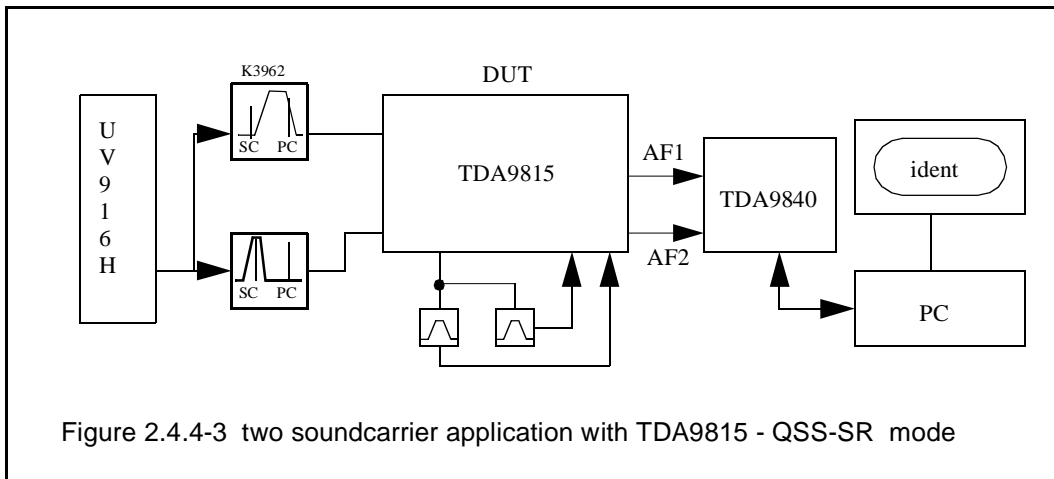 K3962
DUT
U
V
9
1
6
H
SC PC
TDA9815
AF1
AF2
TDA9840
ident
SC PC
PC
Figure 2.4.4-3 two soundcarrier application with TDA9815 - QSS-SR mode